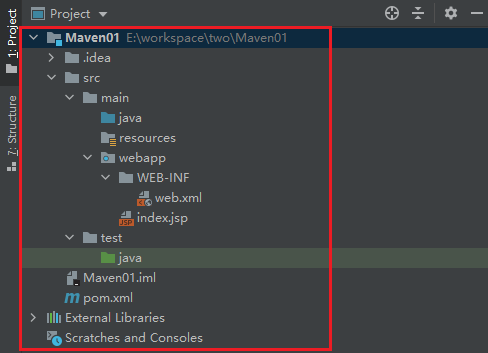 Project
1: Project
7: Structure
Maven01 E:\workspace\two\Maven01
.idea
src
main
java
resources
webapp
WEB-INF
web.xml
index.jsp
test
java
Maven01.iml
pom.xml
External Libraries
Scratches and Consoles